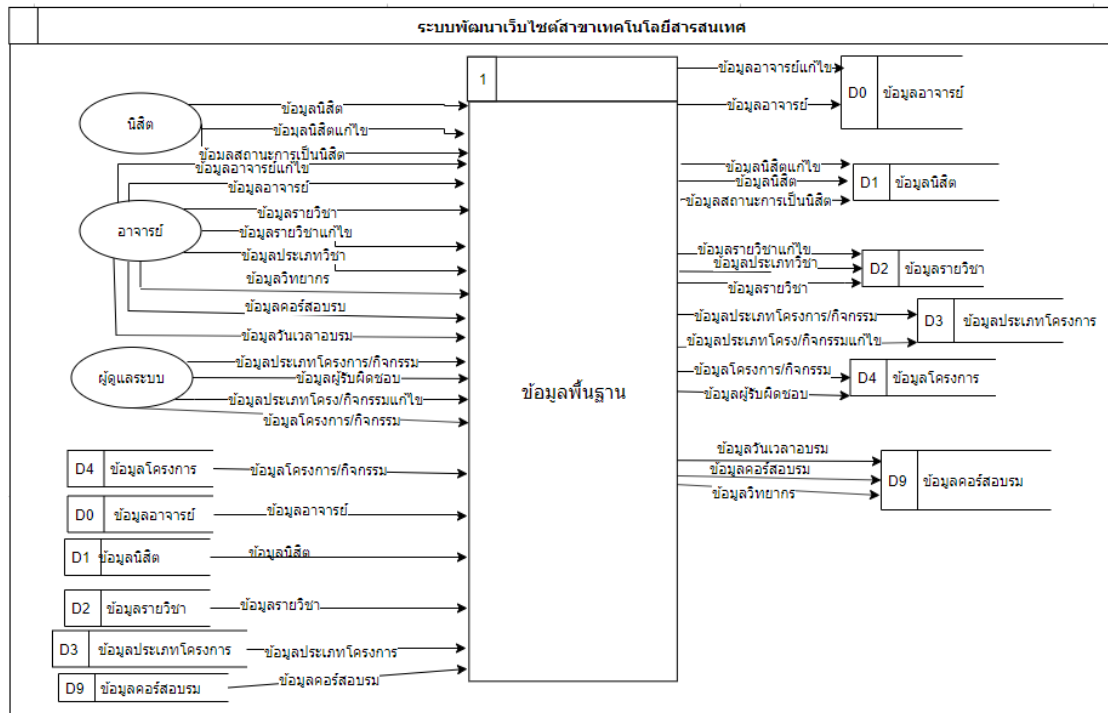 ระบบพัฒนาเว็บไซต์สาขาเทคโนโลยีสารสนเทศ
1
ข้อมูลพื้นฐาน
นิสิต
ข้อมูลนิสิต
ข้อมูลนิสิตแก้ไข
ข้อมลสถานะการเป็นนิสิต
อาจารย์
ข้อมูลอาจารย์แก้ไข
ข้อมูลอาจารย์
ข้อมูลรายวิชา
ข้อมูลรายวิชาแก้ไข
ข้อมูลประเภทวิชา
ข้อมูลวิทยากร
ข้อมูลคอร์สอบรบ
ข้อมูลวันเวลาอบรม
ผู้ดูแลระบบ
ข้อมูลประเภทโครงการ/กิจกรรม
ข้อมูลผู้รับผิดชอบ
ข้อมูลประเภทโครง/กิจกรรมแก้ไข
ข้อมูลโครงการ/กิจกรรม
D4 ข้อมูลโครงการ
ข้อมูลโครงการ/กิจกรรม
D0 ข้อมูลอาจารย์
ข้อมูลอาจารย์
D1 ข้อมูลนิสิต
ข้อมูลนิสิต
D2 ข้อมูลรายวิชา
ข้อมูลรายวิชา
D3 ข้อมูลประเภทโครงการ
ข้อมูลประเภทโครงการ
D9 ข้อมูลคอร์สอบรม
ข้อมูลคอร์สอบรม
ข้อมูลอาจารย์แก้ไข
ข้อมูลอาจารย์
D0 ข้อมูลอาจารย์
ข้อมูลนิสิตแก้ไข
ข้อมูลนิสิต
ข้อมูลสถานะการเป็นนิสิต
D1 ข้อมูลนิสิต
ข้อมูลรายวิชาแก้ไข
ข้อมูลประเภทวิชา
ข้อมูลรายวิชา
D2 ข้อมูลรายวิชา
ข้อมูลประเภทโครงการ/กิจกรรม
ข้อมูลประเภทโครง/กิจกรรมแก้ไข
D3 ข้อมูลประเภทโครงการ
ข้อมูลโครงการ/กิจกรรม
ข้อมูลผู้รับผิดชอบ
D4 ข้อมูลโครงการ
ข้อมูลวันเวลาอบรม
ข้อมูลคอร์สอบรม
ข้อมูลวิทยากร
D9 ข้อมูลคอร์สอบรม